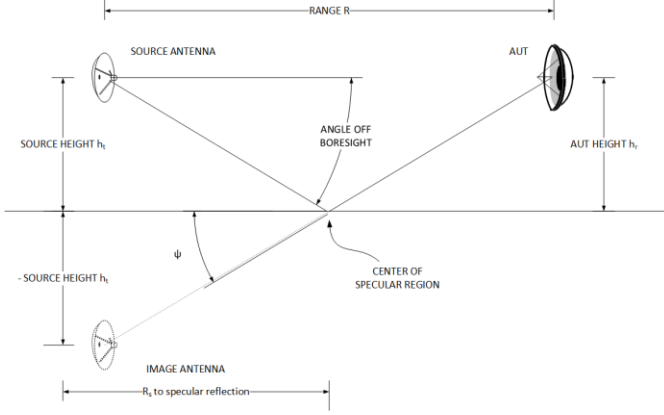 RANGE R
SOURCE ANTENNA
AUT
SOURCE HEIGHT hₜ
ANGLE OFF
BORESIGHT
AUT HEIGHT hᵣ
ψ
- SOURCE HEIGHT hₜ
CENTER OF
SPECULAR REGION
IMAGE ANTENNA
Rₛ to specular reflection